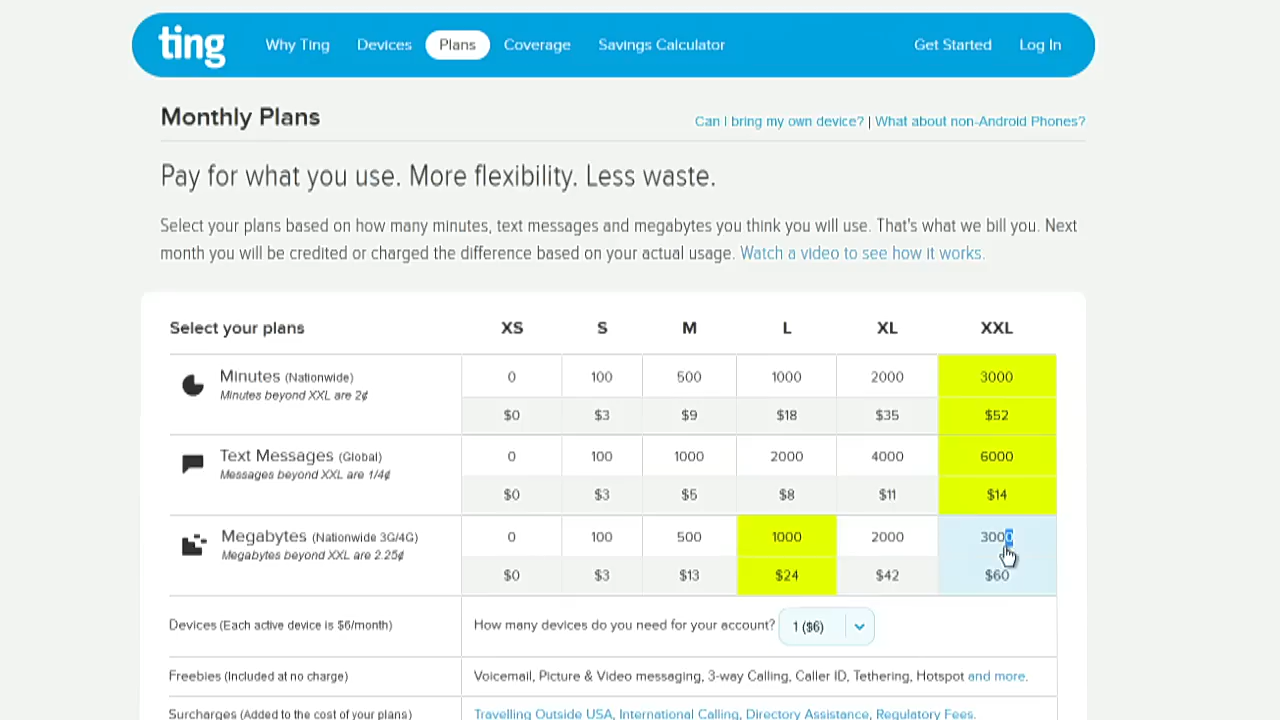 ting Why Ting Devices Plans Coverage Savings Calculator Get Started Log In
Monthly Plans
Can I bring my own device? | What about non-Android Phones?
Pay for what you use. More flexibility. Less waste.
Select your plans based on how many minutes, text messages and megabytes you think you will use. That's what we bill you. Next
month you will be credited or charged the difference based on your actual usage. Watch a video to see how it works.
Select your plans XS S M L XL XXL
Minutes (Nationwide) 0 100 500 1000 2000 3000
Minutes beyond XXL are 2¢
$0 $3 $9 $18 $35 $52
Text Messages (Global) 0 100 1000 2000 4000 6000
Messages beyond XXL are 1/4¢
$0 $3 $5 $8 $11 $14
Megabytes (Nationwide 3G/4G) 0 100 500 1000 2000 3000
Megabytes beyond XXL are 2.25¢
$0 $3 $13 $24 $42 $60
Devices (Each active device is $6/month) How many devices do you need for your account? 1 ($6)
Freebies (Included at no charge) Voicemail, Picture & Video messaging, 3-way Calling, Caller ID, Tethering, Hotspot and more.
Surcharges (Added to the cost of your plans) Travelling Outside USA, International Calling, Directory Assistance, Regulatory Fees.